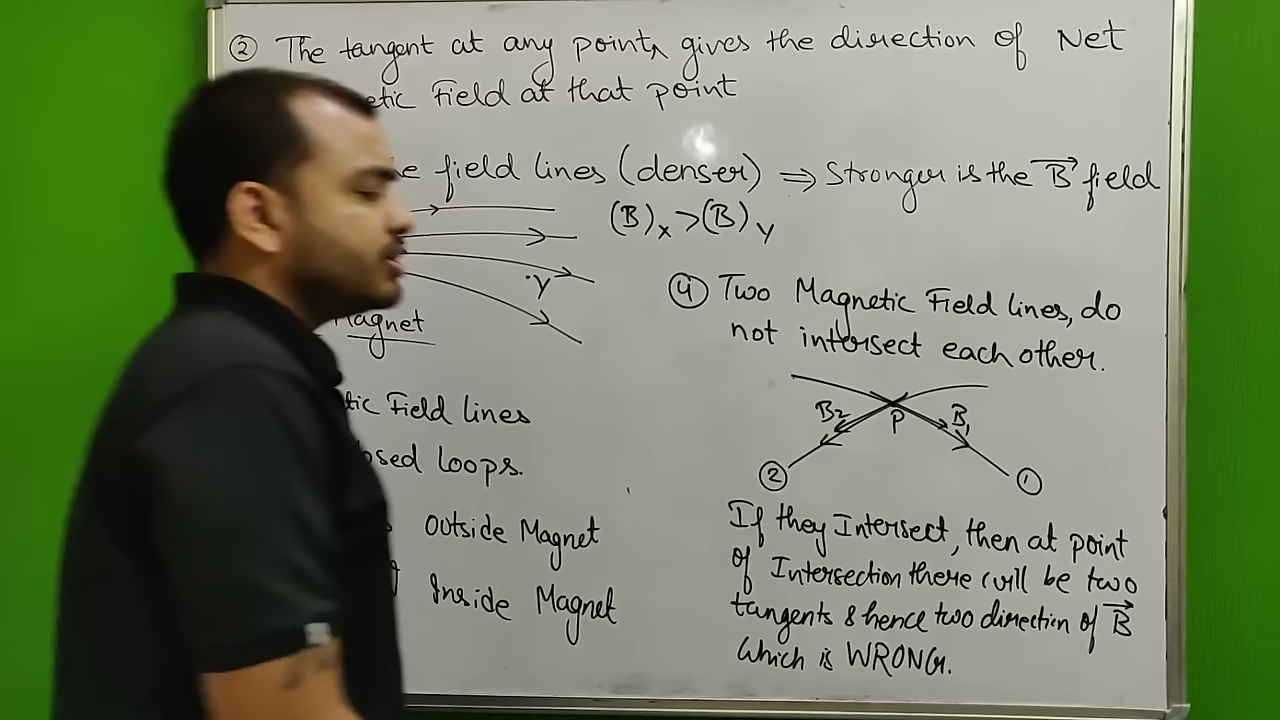 ② The tangent at any point, gives the direction of Net
etic Field at that point
field lines (denser) ⇒ Stronger is the B⃗ field
(B)x > (B)y
.Y
Magnet
tic Field lines
osed loops.
Outside Magnet
Inside Magnet
④ Two Magnetic Field lines, do
not intersect each other.
B₂ P B₁
② ①
If they Intersect, then at point
of Intersection there will be two
tangents & hence two direction of B⃗
Which is WRONG.